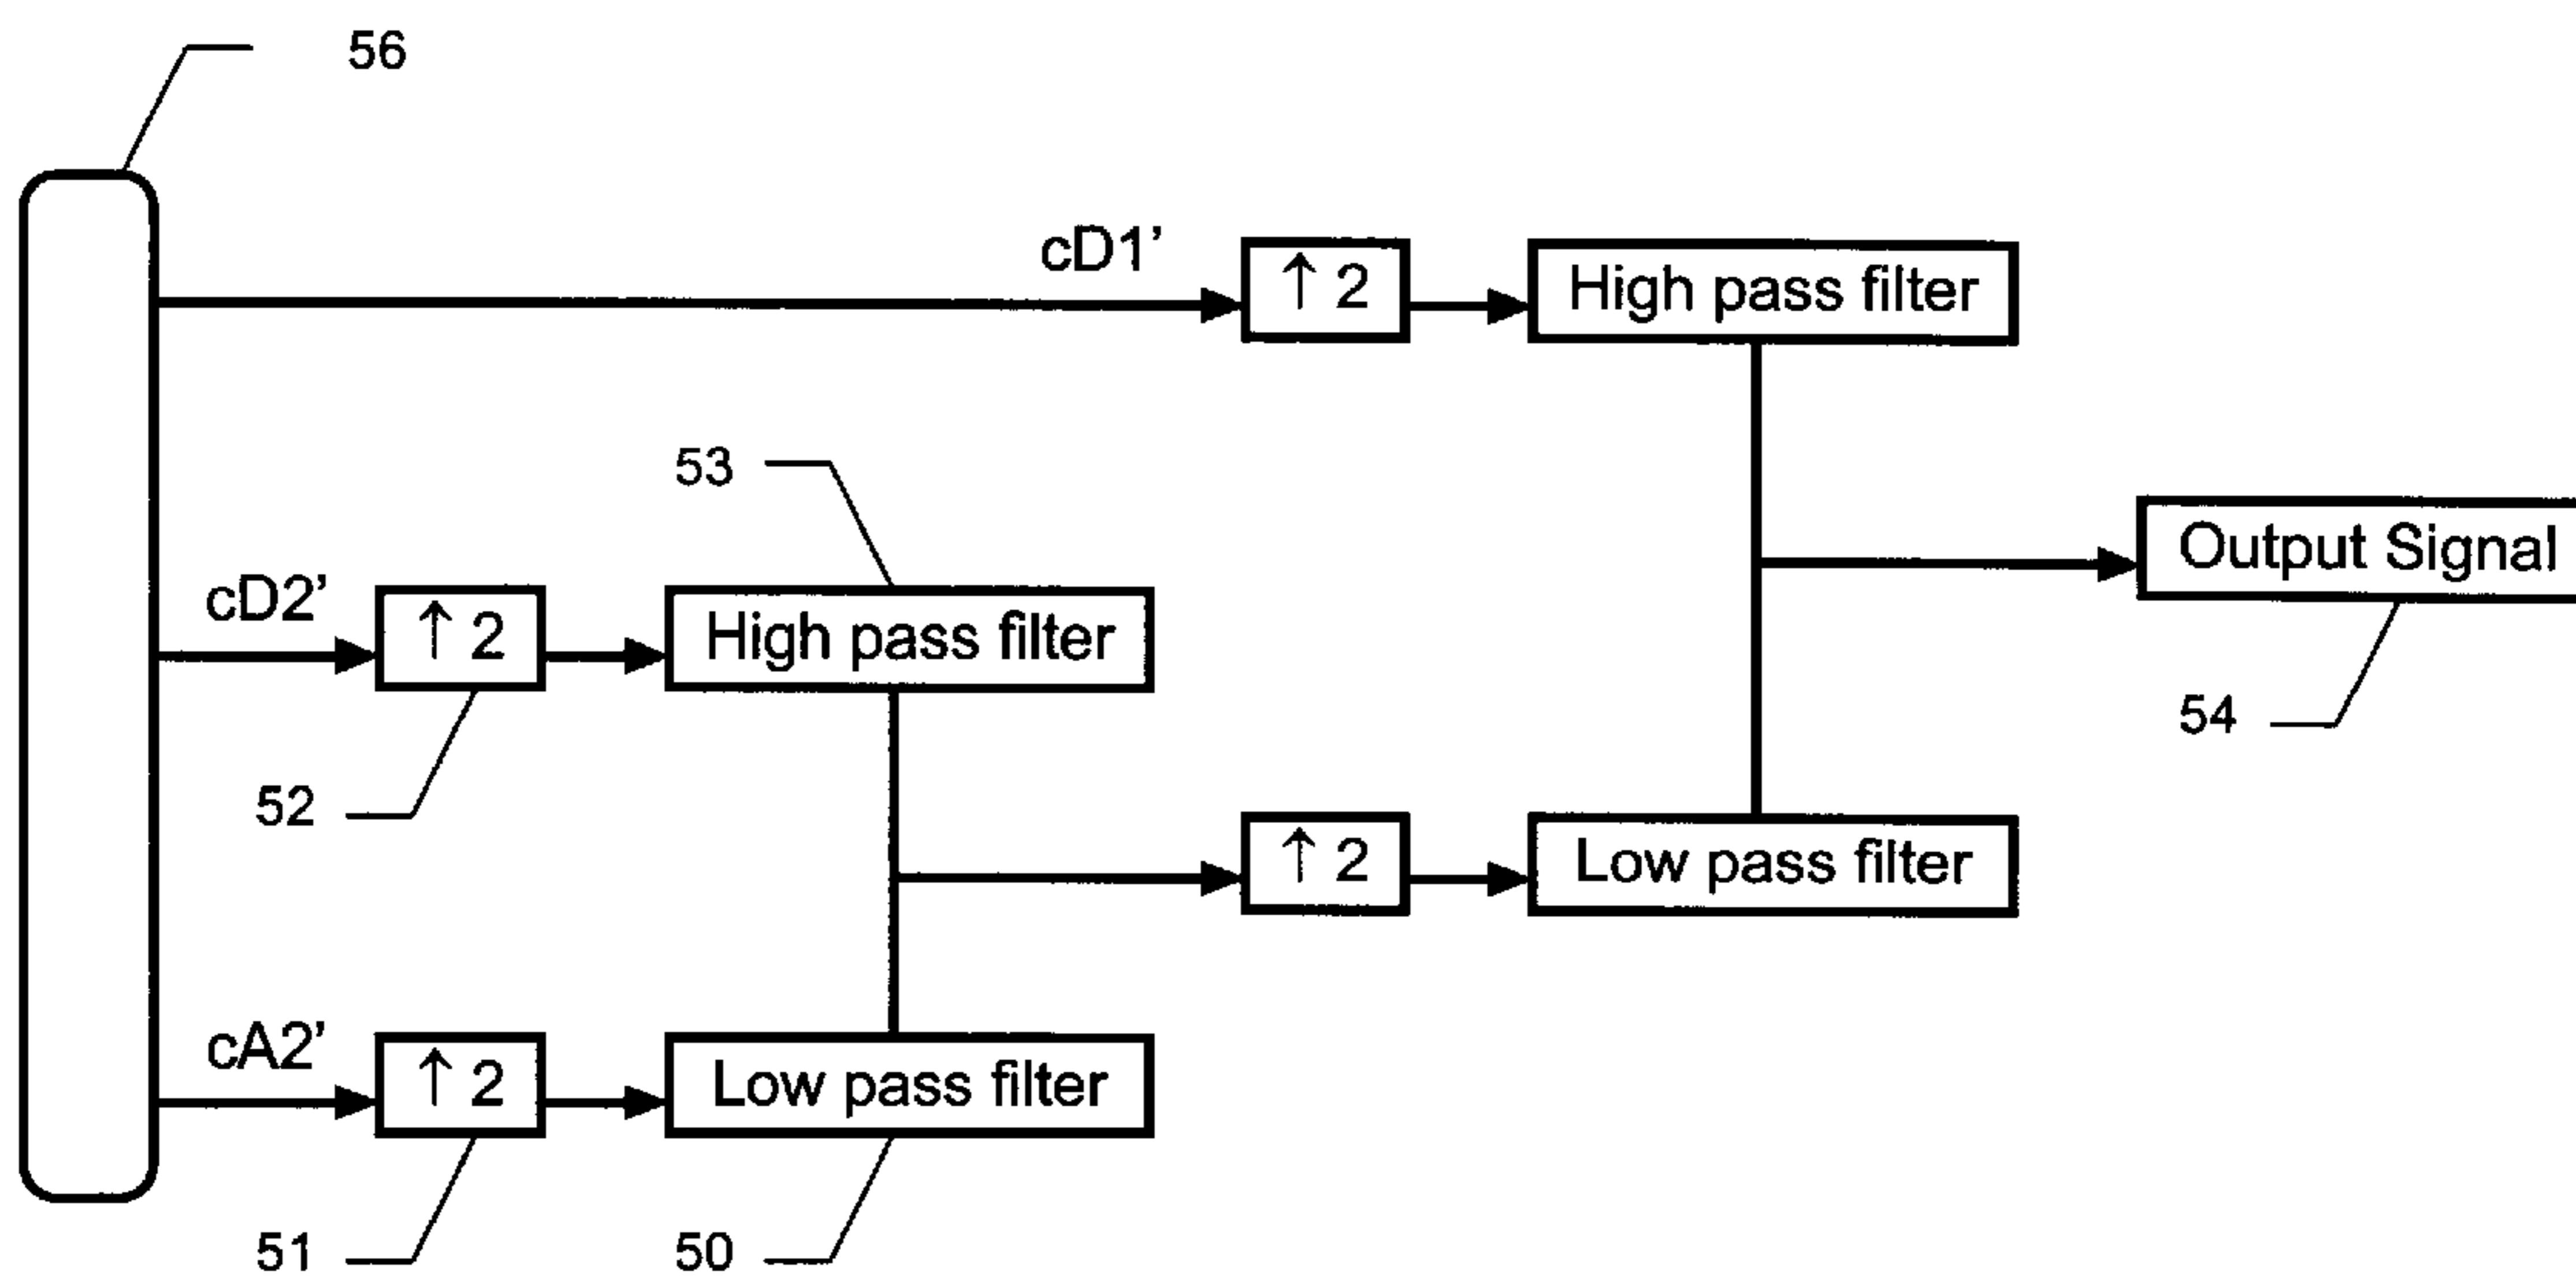 56
cD1’
↑ 2
High pass filter
53
Output Signal
cD2’
↑ 2
High pass filter
54
52
↑ 2
Low pass filter
cA2’
↑ 2
Low pass filter
51
50